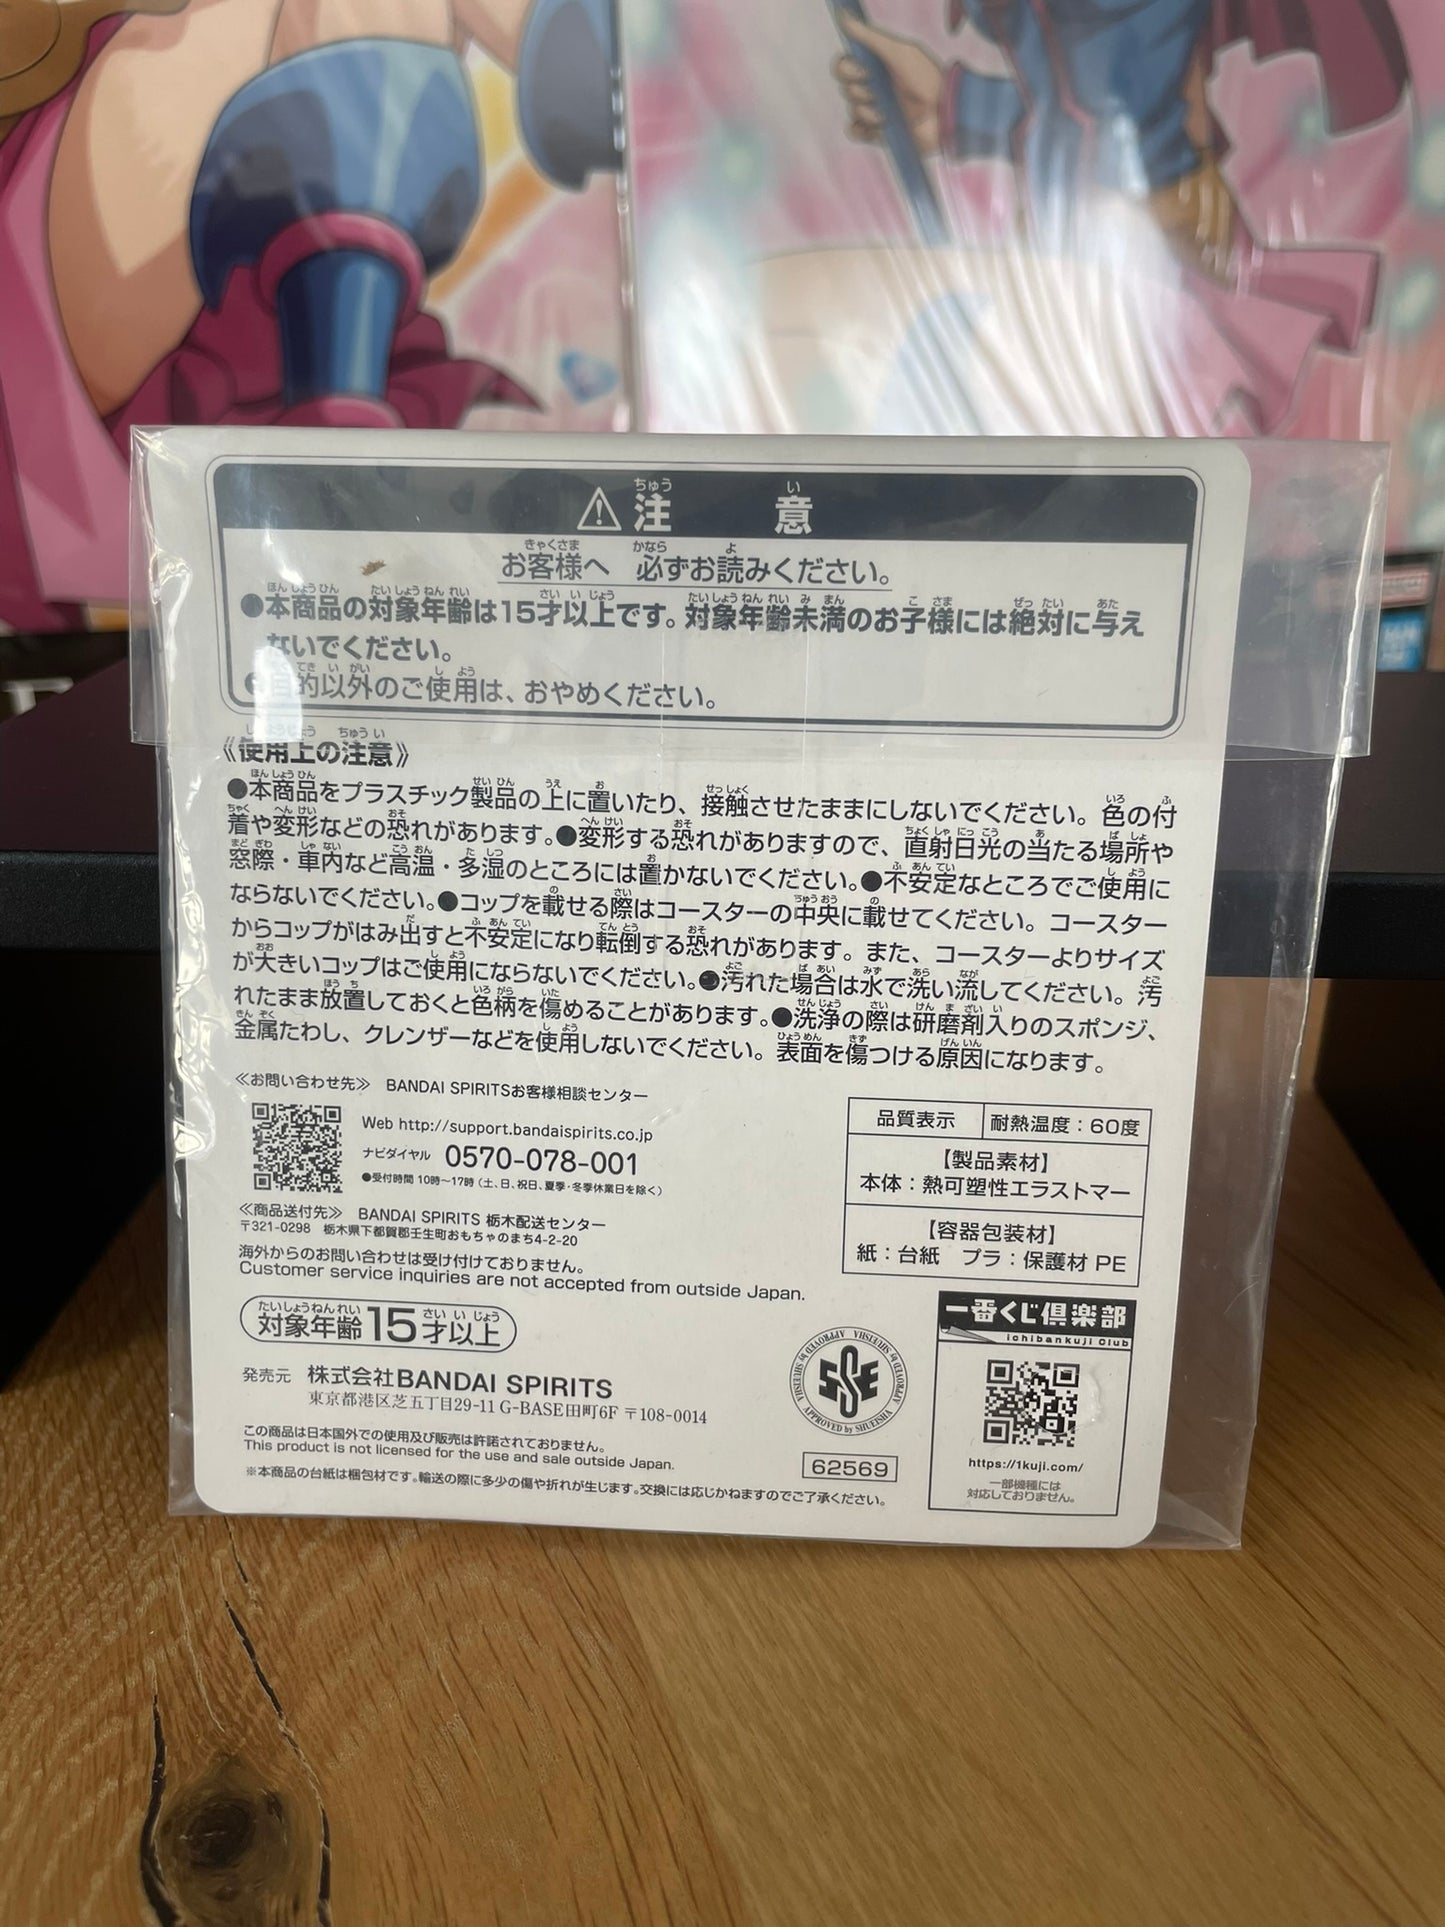 ⚠注意
お客様へ 必ずお読みください。
●本商品の対象年齢は15才以上です。対象年齢未満のお子様には絶対に与え
ないでください。
●目的以外のご使用は、おやめください。
《使用上の注意》
●本商品をプラスチック製品の上に置いたり、接触させたままにしないでください。色の付
着や変形などの恐れがあります。●変形する恐れがありますので、直射日光の当たる場所や
窓際・車内など高温・多湿のところには置かないでください。●不安定なところでご使用に
ならないでください。●コップを載せる際はコースターの中央に載せてください。コースター
からコップがはみ出すと不安定になり転倒する恐れがあります。また、コースターよりサイズ
が大きいコップはご使用にならないでください。●汚れた場合は水で洗い流してください。汚
れたまま放置しておくと色柄を傷めることがあります。●洗浄の際は研磨剤入りのスポンジ、
金属たわし、クレンザーなどを使用しないでください。表面を傷つける原因になります。
≪お問い合わせ先≫ BANDAI SPIRITSお客様相談センター
Web http://support.bandaispirits.co.jp
ナビダイヤル 0570-078-001
●受付時間 10時〜17時（土、日、祝日、夏季・冬季休業日を除く）
≪商品送付先≫ BANDAI SPIRITS 栃木配送センター
〒321-0298 栃木県下都賀郡壬生町おもちゃのまち4-2-20
海外からのお問い合わせは受け付けておりません。
Customer service inquiries are not accepted from outside Japan.
品質表示 耐熱温度：60度
【製品素材】
本体：熱可塑性エラストマー
【容器包装材】
紙：台紙 プラ：保護材 PE
対象年齢15才以上
発売元 株式会社BANDAI SPIRITS
東京都港区芝五丁目29-11 G-BASE田町6F 〒108-0014
この商品は日本国外での使用及び販売は許諾されておりません。
This product is not licensed for the use and sale outside Japan.
※本商品の台紙は梱包材です。輸送の際に多少の傷や折れが生じます。交換には応じかねますのでご了承ください。
APPROVED by SHUEISHA APPROVED by SHUEISHA APPROVED by SHUEISHA
62569
一番くじ倶楽部
ichibankuji Club
https://1kuji.com/
一部機種には
対応しておりません。